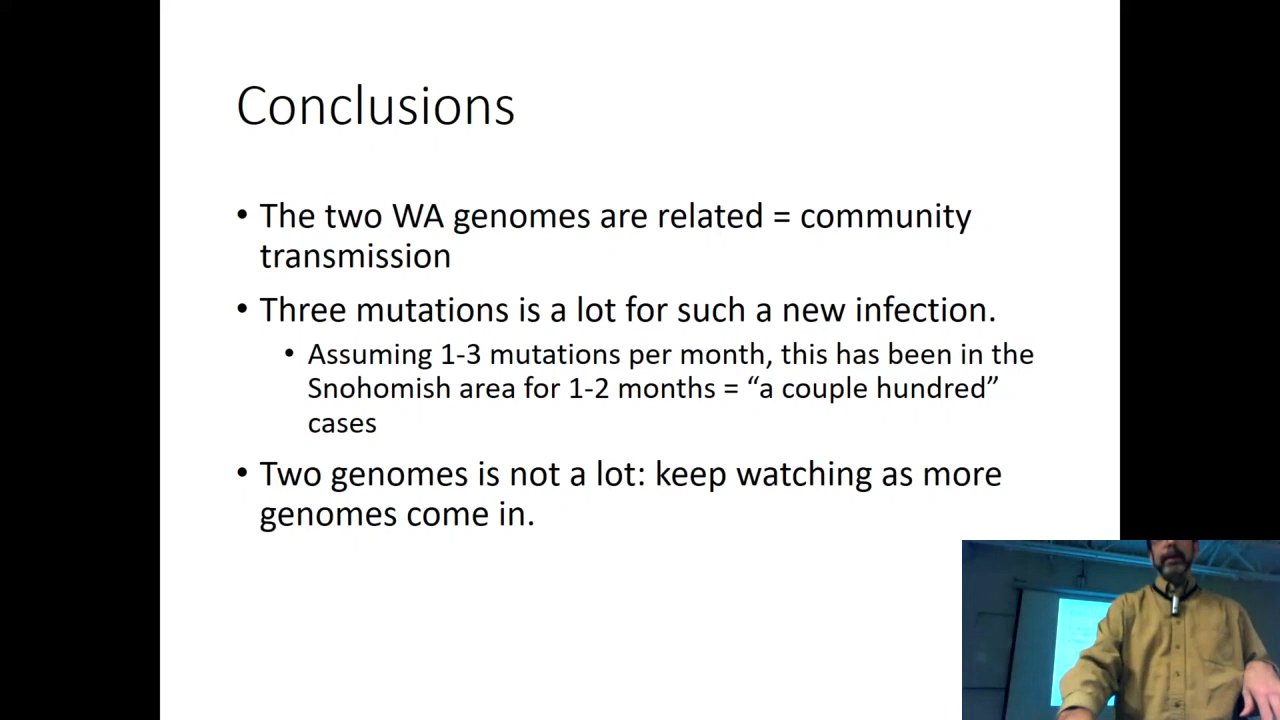 Conclusions
• The two WA genomes are related = community
transmission
• Three mutations is a lot for such a new infection.
• Assuming 1-3 mutations per month, this has been in the
Snohomish area for 1-2 months = “a couple hundred”
cases
• Two genomes is not a lot: keep watching as more
genomes come in.